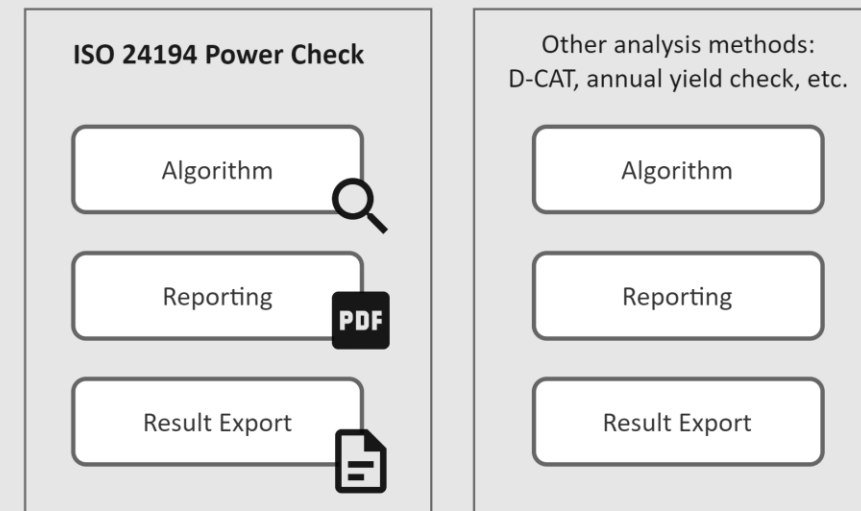 ISO 24194 Power Check
Algorithm
Reporting
PDF
Result Export
Other analysis methods:
D-CAT, annual yield check, etc.
Algorithm
Reporting
Result Export